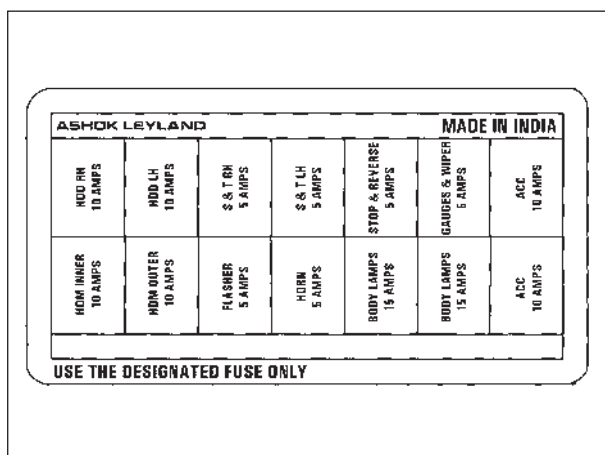 ASHOK LEYLAND
MADE IN INDIA
HDD RH
10 AMPS
HDD LH
10 AMPS
S & T RH
5 AMPS
S & T LH
5 AMPS
STOP & REVERSE
5 AMPS
GAUGES & WIPER
5 AMPS
ACC
10 AMPS
HDM INNER
10 AMPS
HDM OUTER
10 AMPS
FLASHER
5 AMPS
HORN
5 AMPS
BODY LAMPS
15 AMPS
BODY LAMPS
15 AMPS
ACC
10 AMPS
USE THE DESIGNATED FUSE ONLY